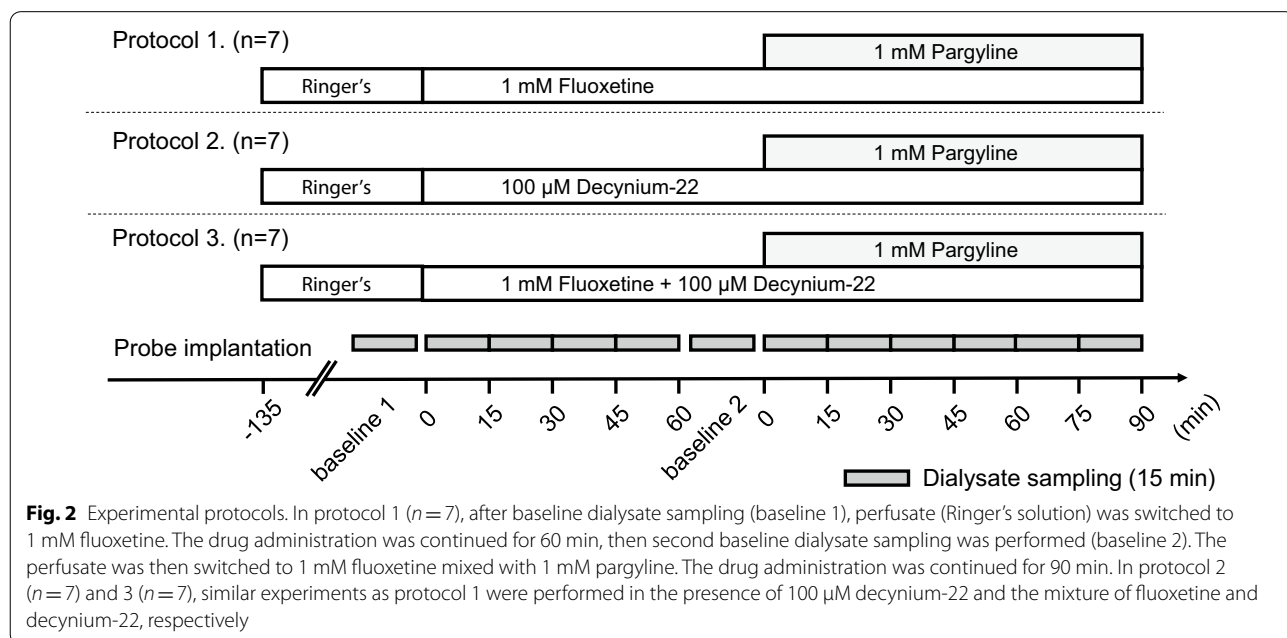 Protocol 1. (n=7)
1 mM Pargyline
Ringer's 1 mM Fluoxetine
Protocol 2. (n=7)
1 mM Pargyline
Ringer's 100 µM Decynium-22
Protocol 3. (n=7)
1 mM Pargyline
Ringer's 1 mM Fluoxetine + 100 µM Decynium-22
Probe implantation
-135 baseline 1 0 15 30 45 60 baseline 2 0 15 30 45 60 75 90 (min)
Dialysate sampling (15 min)
Fig. 2 Experimental protocols. In protocol 1 (n = 7), after baseline dialysate sampling (baseline 1), perfusate (Ringer's solution) was switched to
1 mM fluoxetine. The drug administration was continued for 60 min, then second baseline dialysate sampling was performed (baseline 2). The
perfusate was then switched to 1 mM fluoxetine mixed with 1 mM pargyline. The drug administration was continued for 90 min. In protocol 2
(n = 7) and 3 (n = 7), similar experiments as protocol 1 were performed in the presence of 100 µM decynium-22 and the mixture of fluoxetine and
decynium-22, respectively